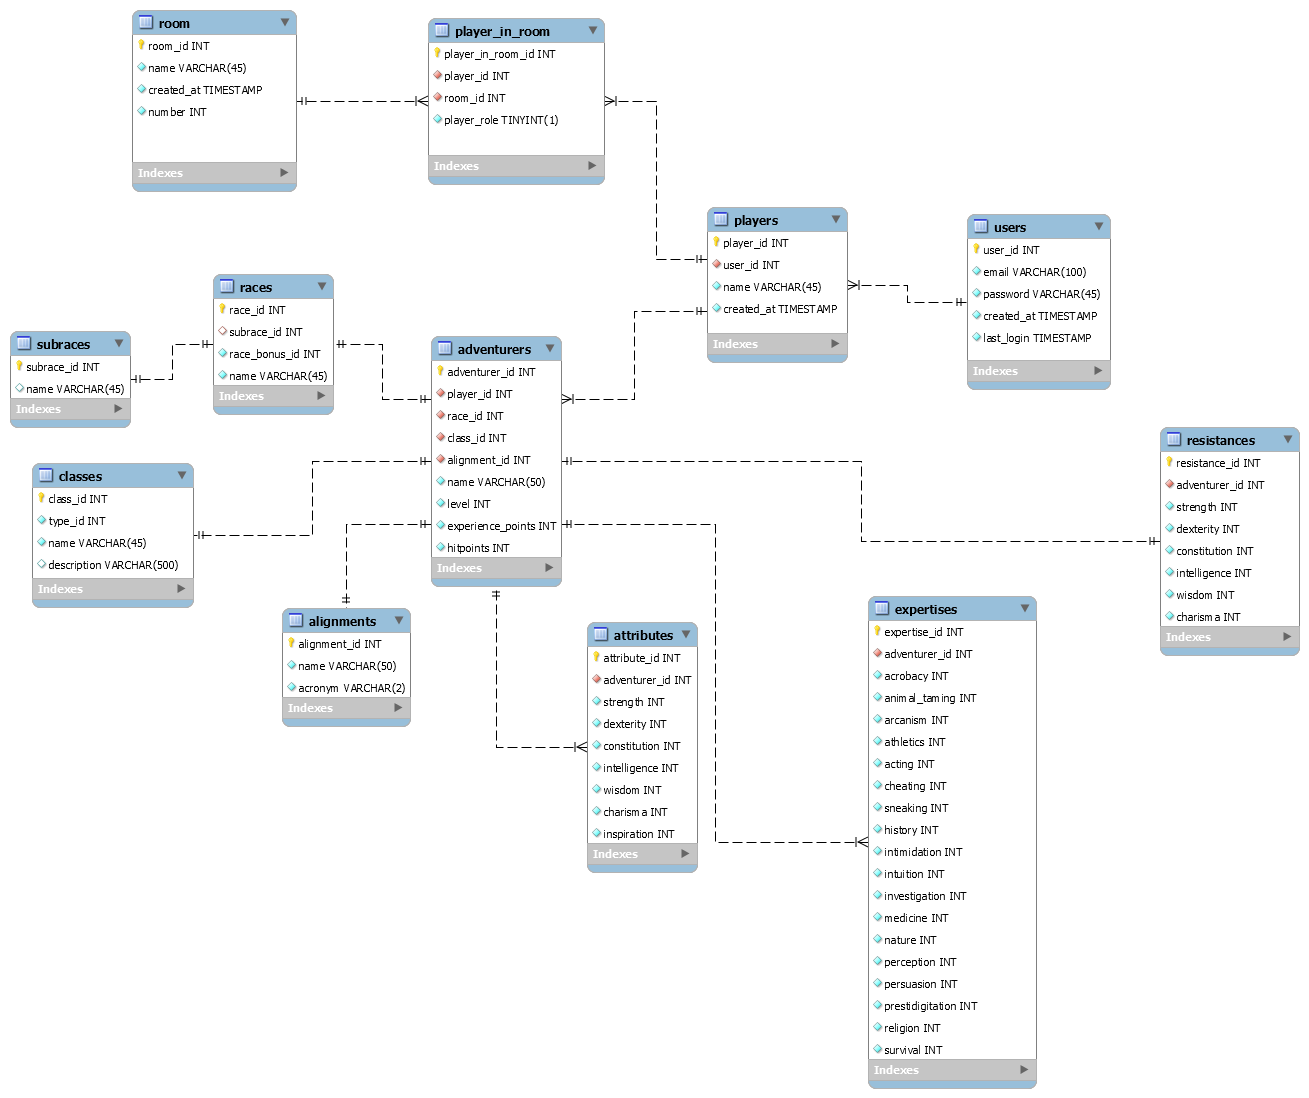 room
room_id INT
name VARCHAR(45)
created_at TIMESTAMP
number INT
Indexes
player_in_room
player_in_room_id INT
player_id INT
room_id INT
player_role TINYINT(1)
Indexes
players
player_id INT
user_id INT
name VARCHAR(45)
created_at TIMESTAMP
Indexes
users
user_id INT
email VARCHAR(100)
password VARCHAR(45)
created_at TIMESTAMP
last_login TIMESTAMP
Indexes
races
race_id INT
subrace_id INT
race_bonus_id INT
name VARCHAR(45)
Indexes
subraces
subrace_id INT
name VARCHAR(45)
Indexes
adventurers
adventurer_id INT
player_id INT
race_id INT
class_id INT
alignment_id INT
name VARCHAR(50)
level INT
experience_points INT
hitpoints INT
Indexes
classes
class_id INT
type_id INT
name VARCHAR(45)
description VARCHAR(500)
Indexes
resistances
resistance_id INT
adventurer_id INT
strength INT
dexterity INT
constitution INT
intelligence INT
wisdom INT
charisma INT
Indexes
alignments
alignment_id INT
name VARCHAR(50)
acronym VARCHAR(2)
Indexes
attributes
attribute_id INT
adventurer_id INT
strength INT
dexterity INT
constitution INT
intelligence INT
wisdom INT
charisma INT
inspiration INT
Indexes
expertises
expertise_id INT
adventurer_id INT
acrobacy INT
animal_taming INT
arcanism INT
athletics INT
acting INT
cheating INT
sneaking INT
history INT
intimidation INT
intuition INT
investigation INT
medicine INT
nature INT
perception INT
persuasion INT
prestidigitation INT
religion INT
survival INT
Indexes